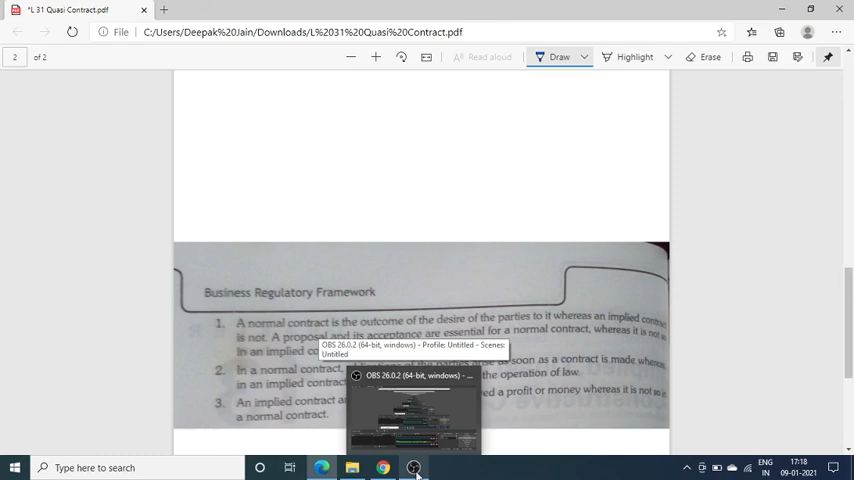 *L 31 Quasi Contract.pdf
File
C:/Users/Deepak%20Jain/Downloads/L%2031%20Quasi%20Contract.pdf
2 of 2
Read aloud
Draw
Highlight
Erase
Business Regulatory Framework
1. A normal contract is the outcome of the desire of the parties to it whereas an implied contract
is not. A proposal and its acceptance are essential for a normal contract, whereas it is not so
in an implied co
OBS 26.0.2 (64-bit, windows) - Profile: Untitled - Scenes:
Untitled
2. In a normal contract, of the parties arise as soon as a contract is made whereas,
in an implied contract the operation of law.
OBS 26.0.2 (64-bit, windows) - ...
3. An implied contract ed a profit or money whereas it is not so in
a normal contract.
Type here to search
ENG
IN
17:18
09-01-2021